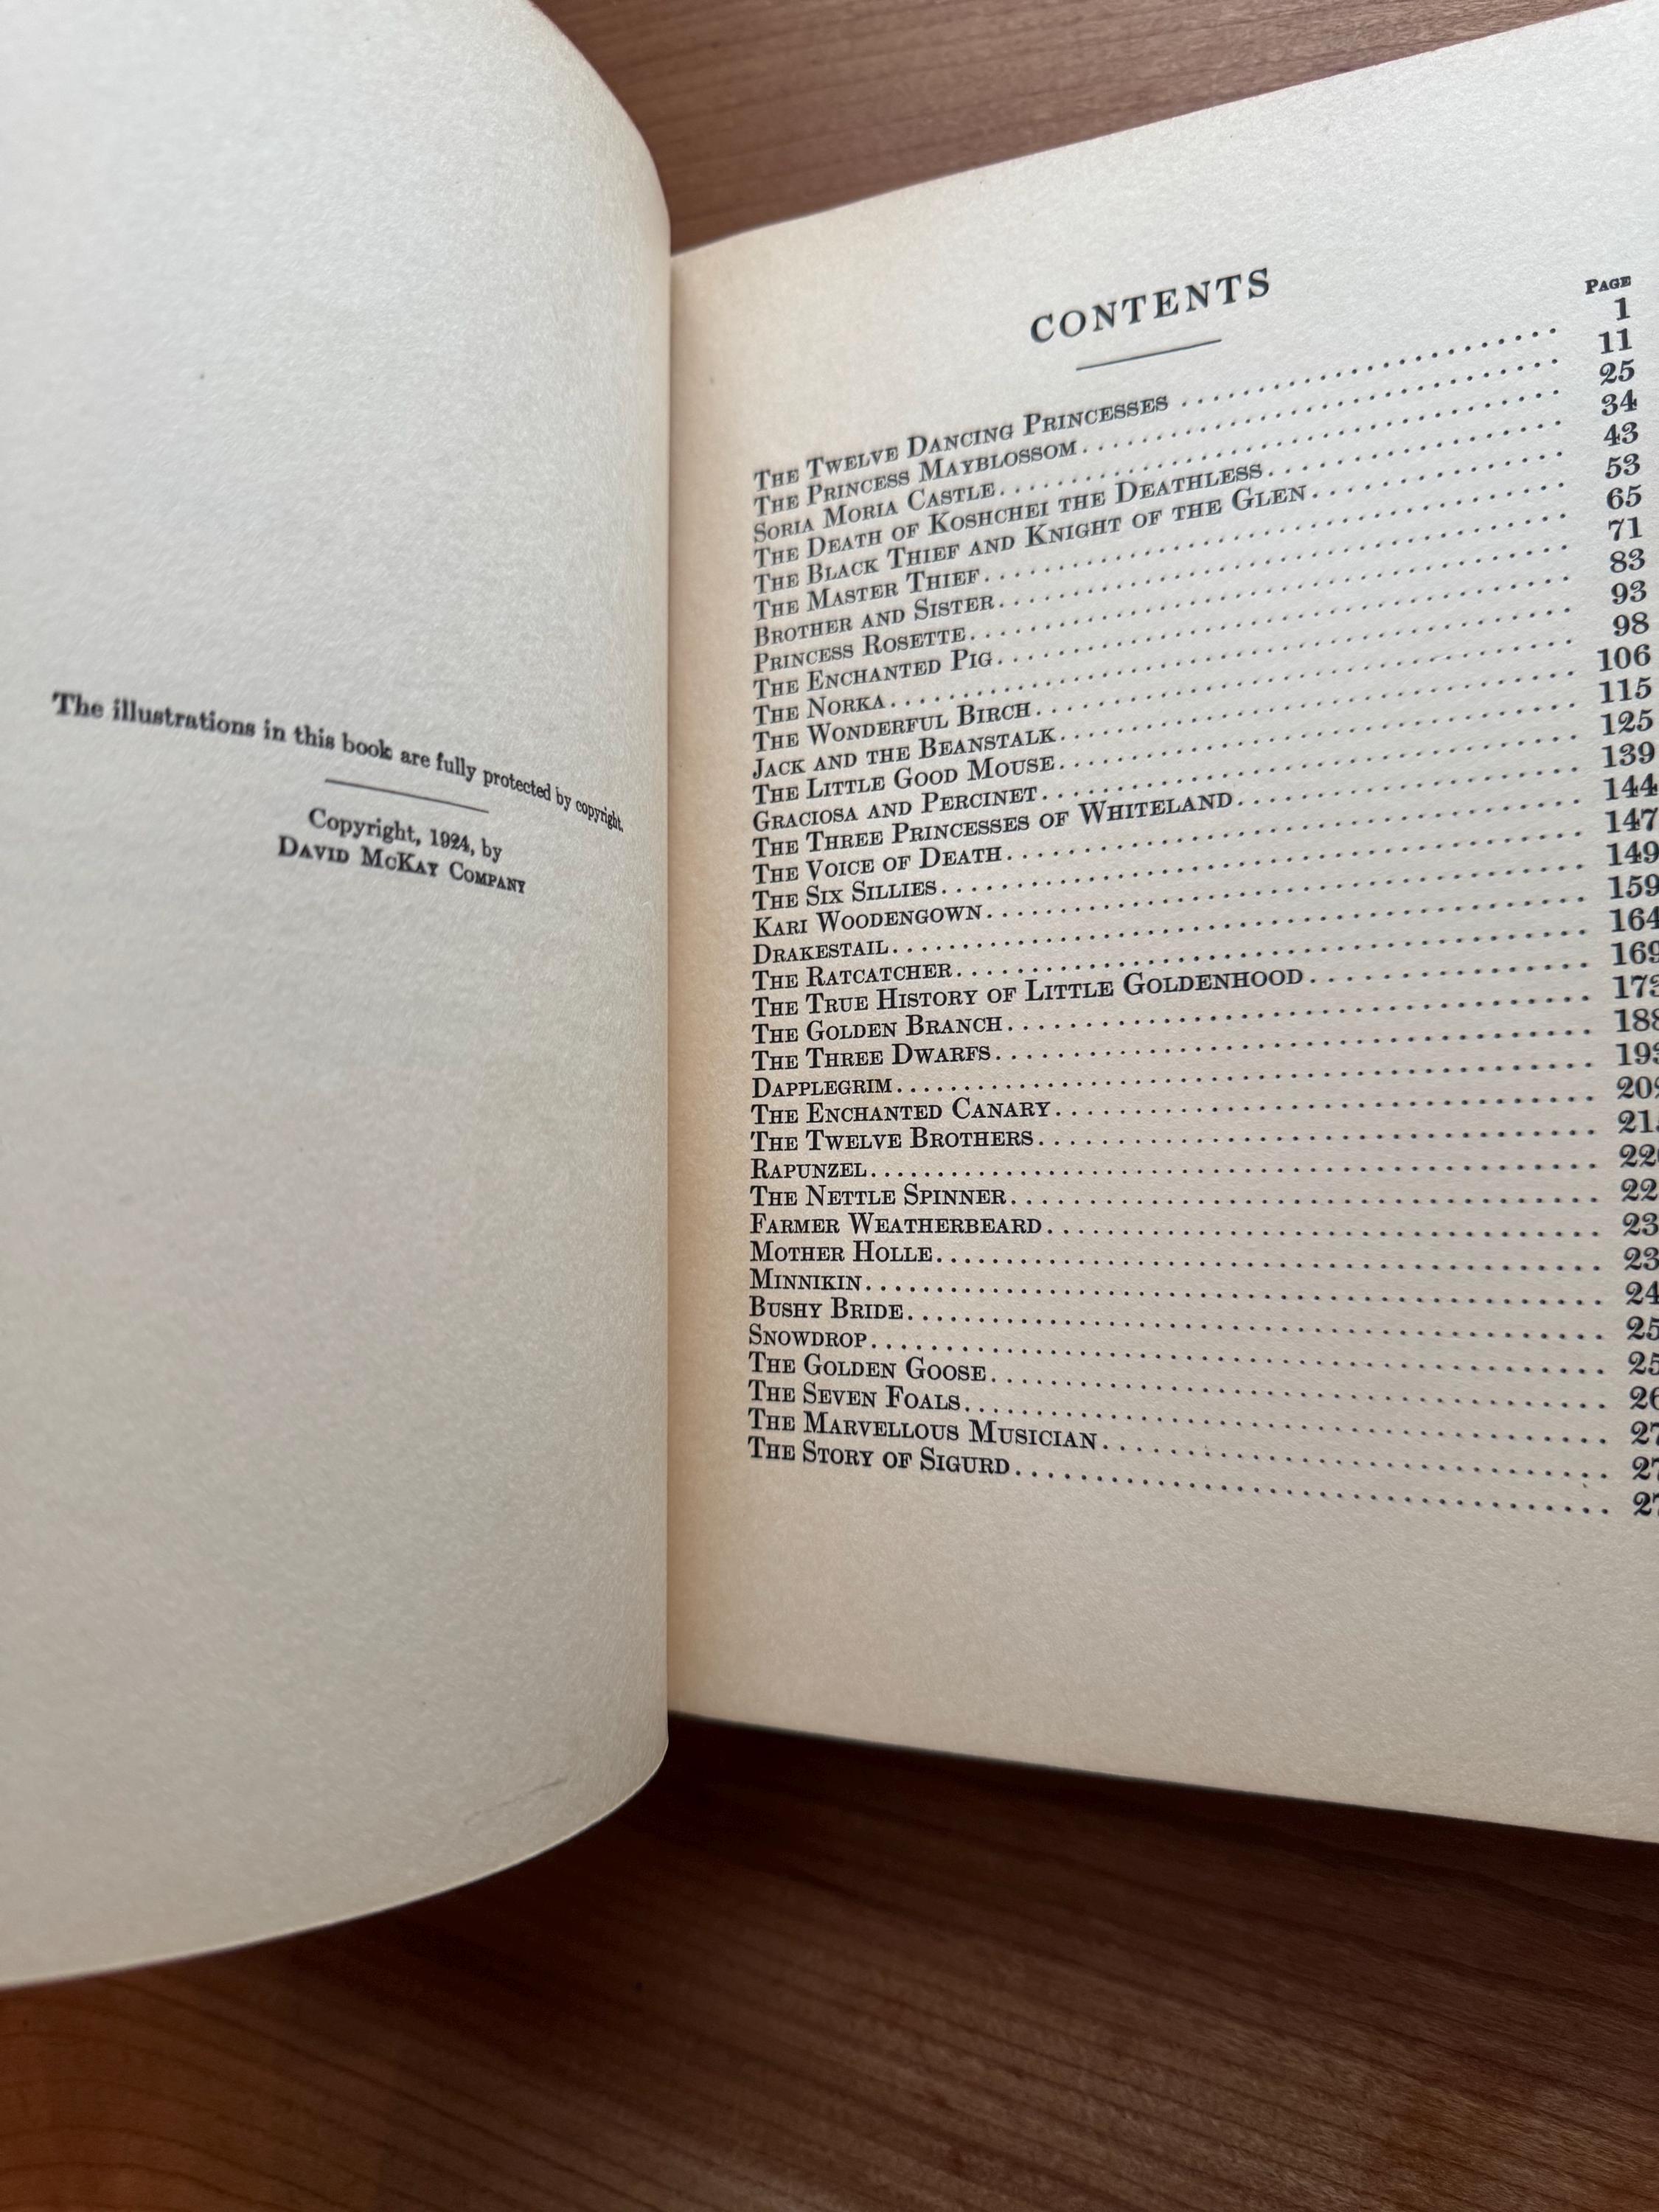 The illustrations in this book are fully protected by copyright.
Copyright, 1924, by
DAVID MCKAY COMPANY
CONTENTS
PAGE
THE TWELVE DANCING PRINCESSES 1
THE PRINCESS MAYBLOSSOM 11
SORIA MORIA CASTLE 25
THE DEATH OF KOSHCHEI THE DEATHLESS 34
THE BLACK THIEF AND KNIGHT OF THE GLEN 43
THE MASTER THIEF 53
BROTHER AND SISTER 65
PRINCESS ROSETTE 71
THE ENCHANTED PIG 83
THE NORKA 93
THE WONDERFUL BIRCH 98
JACK AND THE BEANSTALK 106
THE LITTLE GOOD MOUSE 115
GRACIOSA AND PERCINET 125
THE THREE PRINCESSES OF WHITELAND 139
THE VOICE OF DEATH 144
THE SIX SILLIES 147
KARI WOODENGOWN 149
DRAKESTAIL 159
THE RATCATCHER 164
THE TRUE HISTORY OF LITTLE GOLDENHOOD 169
THE GOLDEN BRANCH 173
THE THREE DWARFS 188
DAPPLEGRIM 193
THE ENCHANTED CANARY
THE TWELVE BROTHERS
RAPUNZEL
THE NETTLE SPINNER
FARMER WEATHERBEARD
MOTHER HOLLE
MINNIKIN
BUSHY BRIDE
SNOWDROP
THE GOLDEN GOOSE
THE SEVEN FOALS
THE MARVELLOUS MUSICIAN
THE STORY OF SIGURD